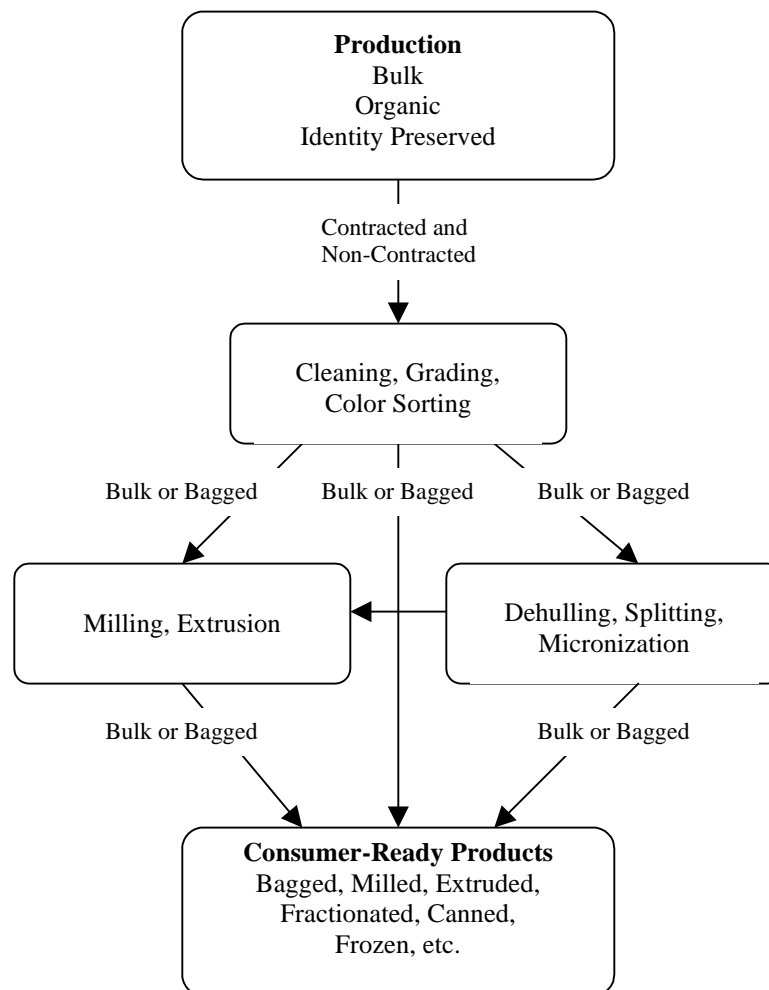 Production
Bulk
Organic
Identity Preserved
Contracted and
Non-Contracted
Cleaning, Grading,
Color Sorting
Bulk or Bagged
Bulk or Bagged
Bulk or Bagged
Milling, Extrusion
Dehulling, Splitting,
Micronization
Bulk or Bagged
Bulk or Bagged
Consumer-Ready Products
Bagged, Milled, Extruded,
Fractionated, Canned,
Frozen, etc.